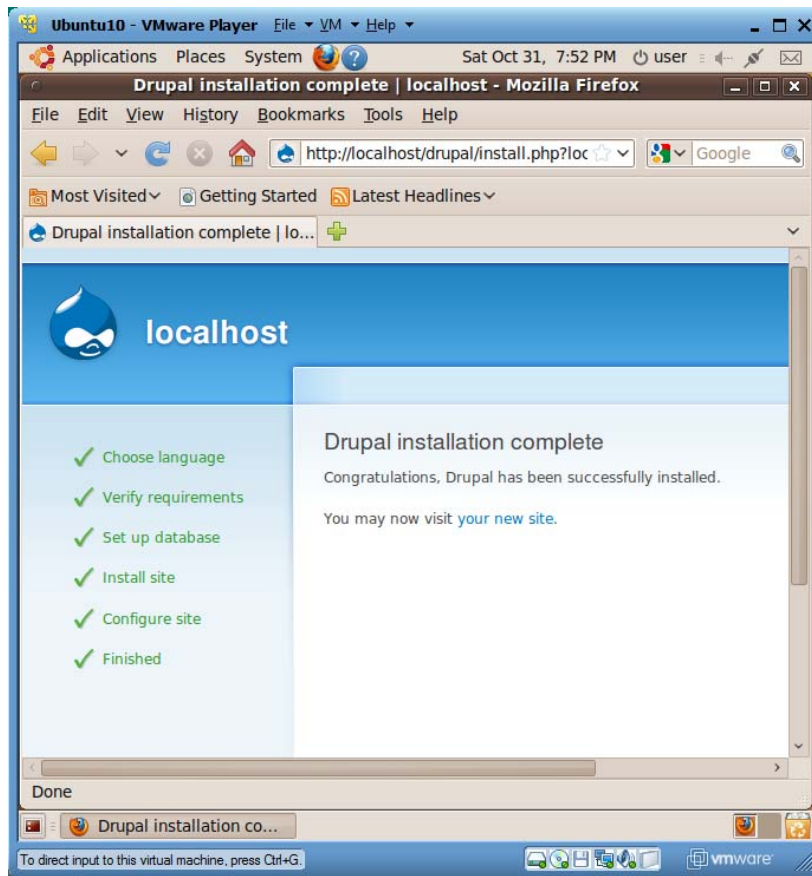 Ubuntu10 - VMware Player File VM Help
Applications Places System Sat Oct 31, 7:52 PM user
Drupal installation complete | localhost - Mozilla Firefox
File Edit View History Bookmarks Tools Help
http://localhost/drupal/install.php?loc Google
Most Visited Getting Started Latest Headlines
Drupal installation complete | lo...
localhost
Choose language
Verify requirements
Set up database
Install site
Configure site
Finished
Drupal installation complete
Congratulations, Drupal has been successfully installed.
You may now visit your new site.
Done
Drupal installation co...
To direct input to this virtual machine, press Ctrl+G.
vmware